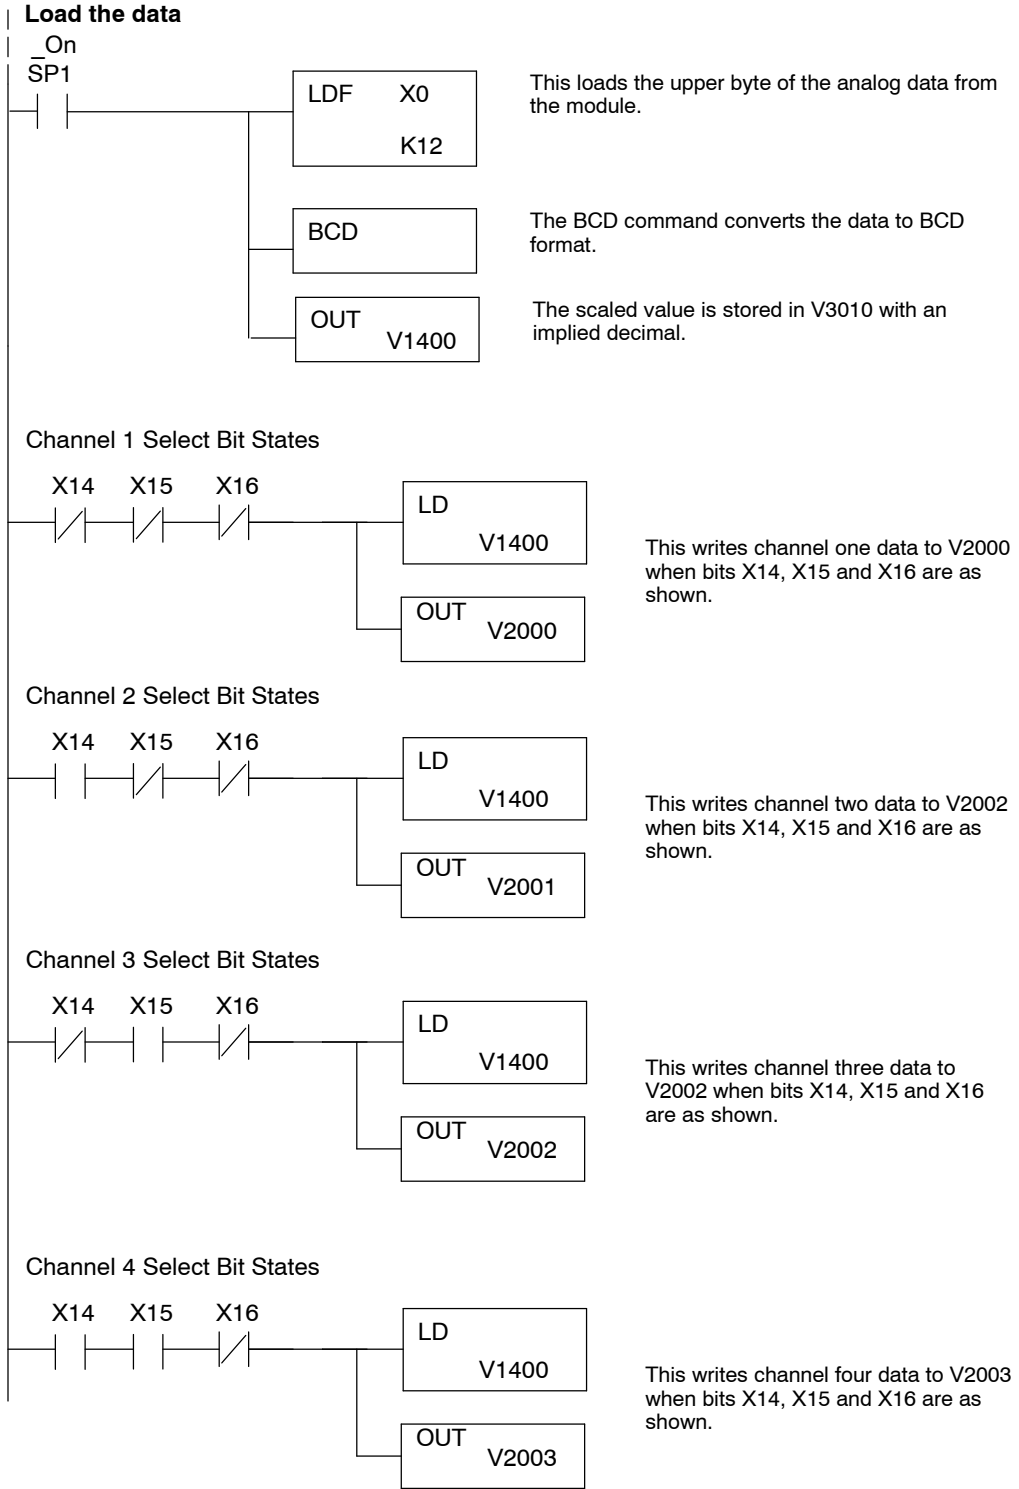 Load the data
_On
SP1
LDF X0
K12
This loads the upper byte of the analog data from
the module.
BCD
The BCD command converts the data to BCD
format.
OUT
V1400
The scaled value is stored in V3010 with an
implied decimal.
Channel 1 Select Bit States
X14 X15 X16
LD
V1400
OUT
V2000
This writes channel one data to V2000
when bits X14, X15 and X16 are as
shown.
Channel 2 Select Bit States
X14 X15 X16
LD
V1400
OUT
V2001
This writes channel two data to V2002
when bits X14, X15 and X16 are as
shown.
Channel 3 Select Bit States
X14 X15 X16
LD
V1400
OUT
V2002
This writes channel three data to
V2002 when bits X14, X15 and X16
are as shown.
Channel 4 Select Bit States
X14 X15 X16
LD
V1400
OUT
V2003
This writes channel four data to V2003
when bits X14, X15 and X16 are as
shown.